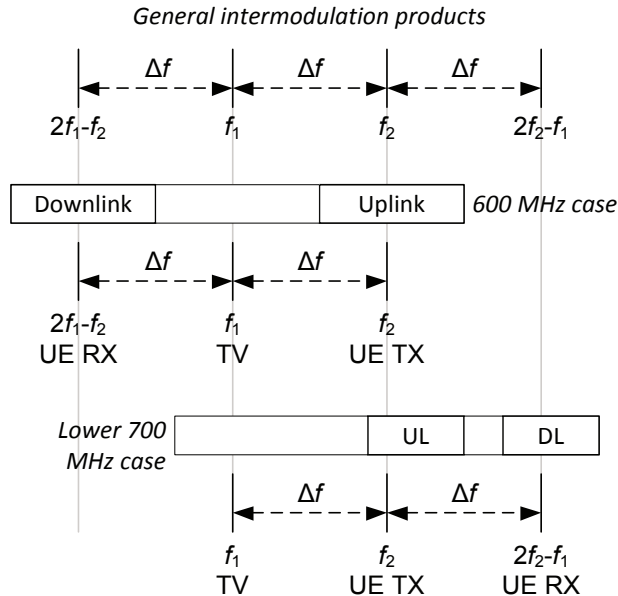 General intermodulation products
Δf Δf Δf
2f₁-f₂ f₁ f₂ 2f₂-f₁
Downlink Uplink 600 MHz case
Δf Δf
2f₁-f₂ f₁ f₂
UE RX TV UE TX
Lower 700 MHz case
UL DL
Δf Δf
f₁ f₂ 2f₂-f₁
TV UE TX UE RX